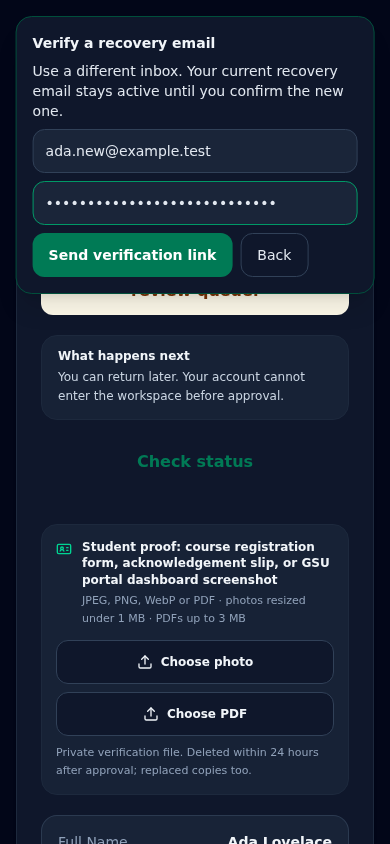 Verify a recovery email
Use a different inbox. Your current recovery
email stays active until you confirm the new
one.
ada.new@example.test
••••••••••••••••••••••••••••
Send verification link
Back
review queue.
What happens next
You can return later. Your account cannot
enter the workspace before approval.
Check status
Student proof: course registration
form, acknowledgement slip, or GSU
portal dashboard screenshot
JPEG, PNG, WebP or PDF · photos resized
under 1 MB · PDFs up to 3 MB
Choose photo
Choose PDF
Private verification file. Deleted within 24 hours
after approval; replaced copies too.
Full Name
Ada Lovelace